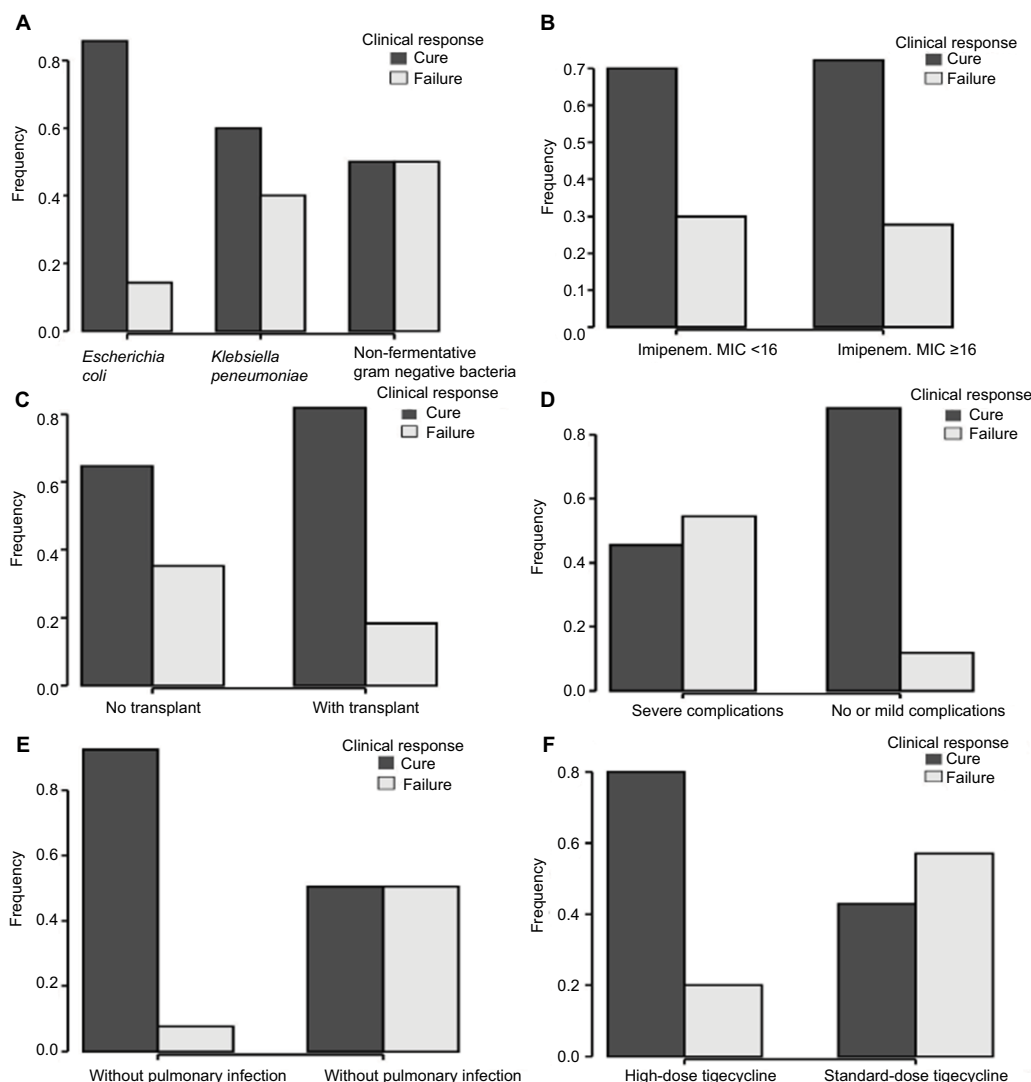 A
Clinical response
Cure
Failure
Frequency
0.8
0.6
0.4
0.2
0.0
Escherichia
coli
Klebsiella
peneumoniae
Non-fermentative
gram negative bacteria
B
Clinical response
Cure
Failure
Frequency
0.7
0.6
0.5
0.4
0.3
0.2
0.1
0.0
Imipenem. MIC <16
Imipenem. MIC ≥16
C
Clinical response
Cure
Failure
Frequency
0.8
0.6
0.4
0.2
0.0
No transplant
With transplant
D
Clinical response
Cure
Failure
Frequency
0.8
0.6
0.4
0.2
0.0
Severe complications
No or mild complications
E
Clinical response
Cure
Failure
Frequency
0.8
0.6
0.4
0.2
0.0
Without pulmonary infection
Without pulmonary infection
F
Clinical response
Cure
Failure
Frequency
0.8
0.6
0.4
0.2
0.0
High-dose tigecycline
Standard-dose tigecycline